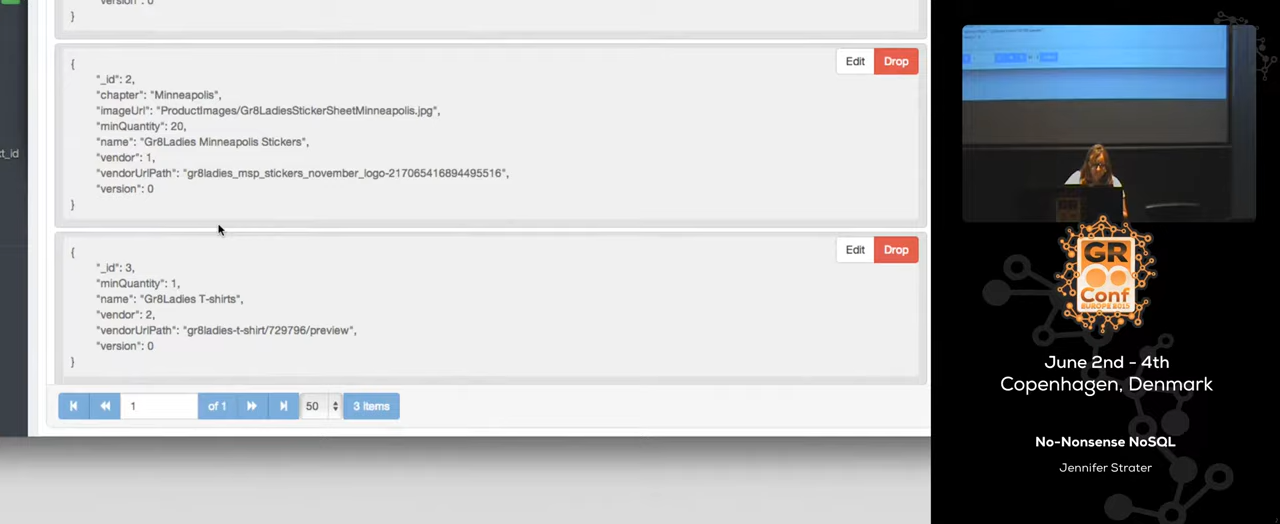 "version": 0
}
{
"_id": 2,
"chapter": "Minneapolis",
"imageUrl": "ProductImages/Gr8LadiesStickerSheetMinneapolis.jpg",
"minQuantity": 20,
"name": "Gr8Ladies Minneapolis Stickers",
"vendor": 1,
"vendorUrlPath": "gr8ladies_msp_stickers_november_logo-217065416894495516",
"version": 0
}
Edit
Drop
{
"_id": 3,
"minQuantity": 1,
"name": "Gr8Ladies T-shirts",
"vendor": 2,
"vendorUrlPath": "gr8ladies-t-shirt/729796/preview",
"version": 0
}
Edit
Drop
1
of 1
50
3 items
t_id
GR
Conf
EUROPE 2015
June 2nd - 4th
Copenhagen, Denmark
No-Nonsense NoSQL
Jennifer Strater